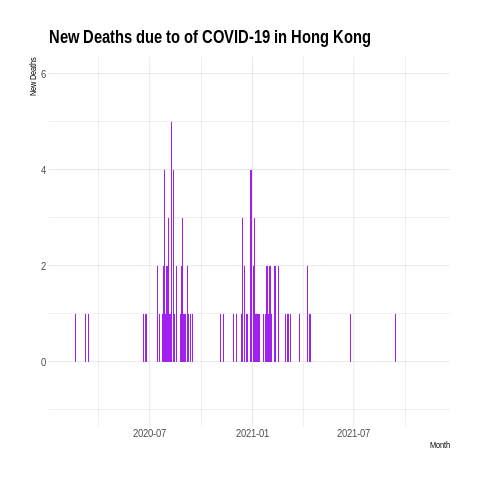 New Deaths due to of COVID-19 in Hong Kong
New Deaths
6
4
2
0
2020-07 2021-01 2021-07
Month